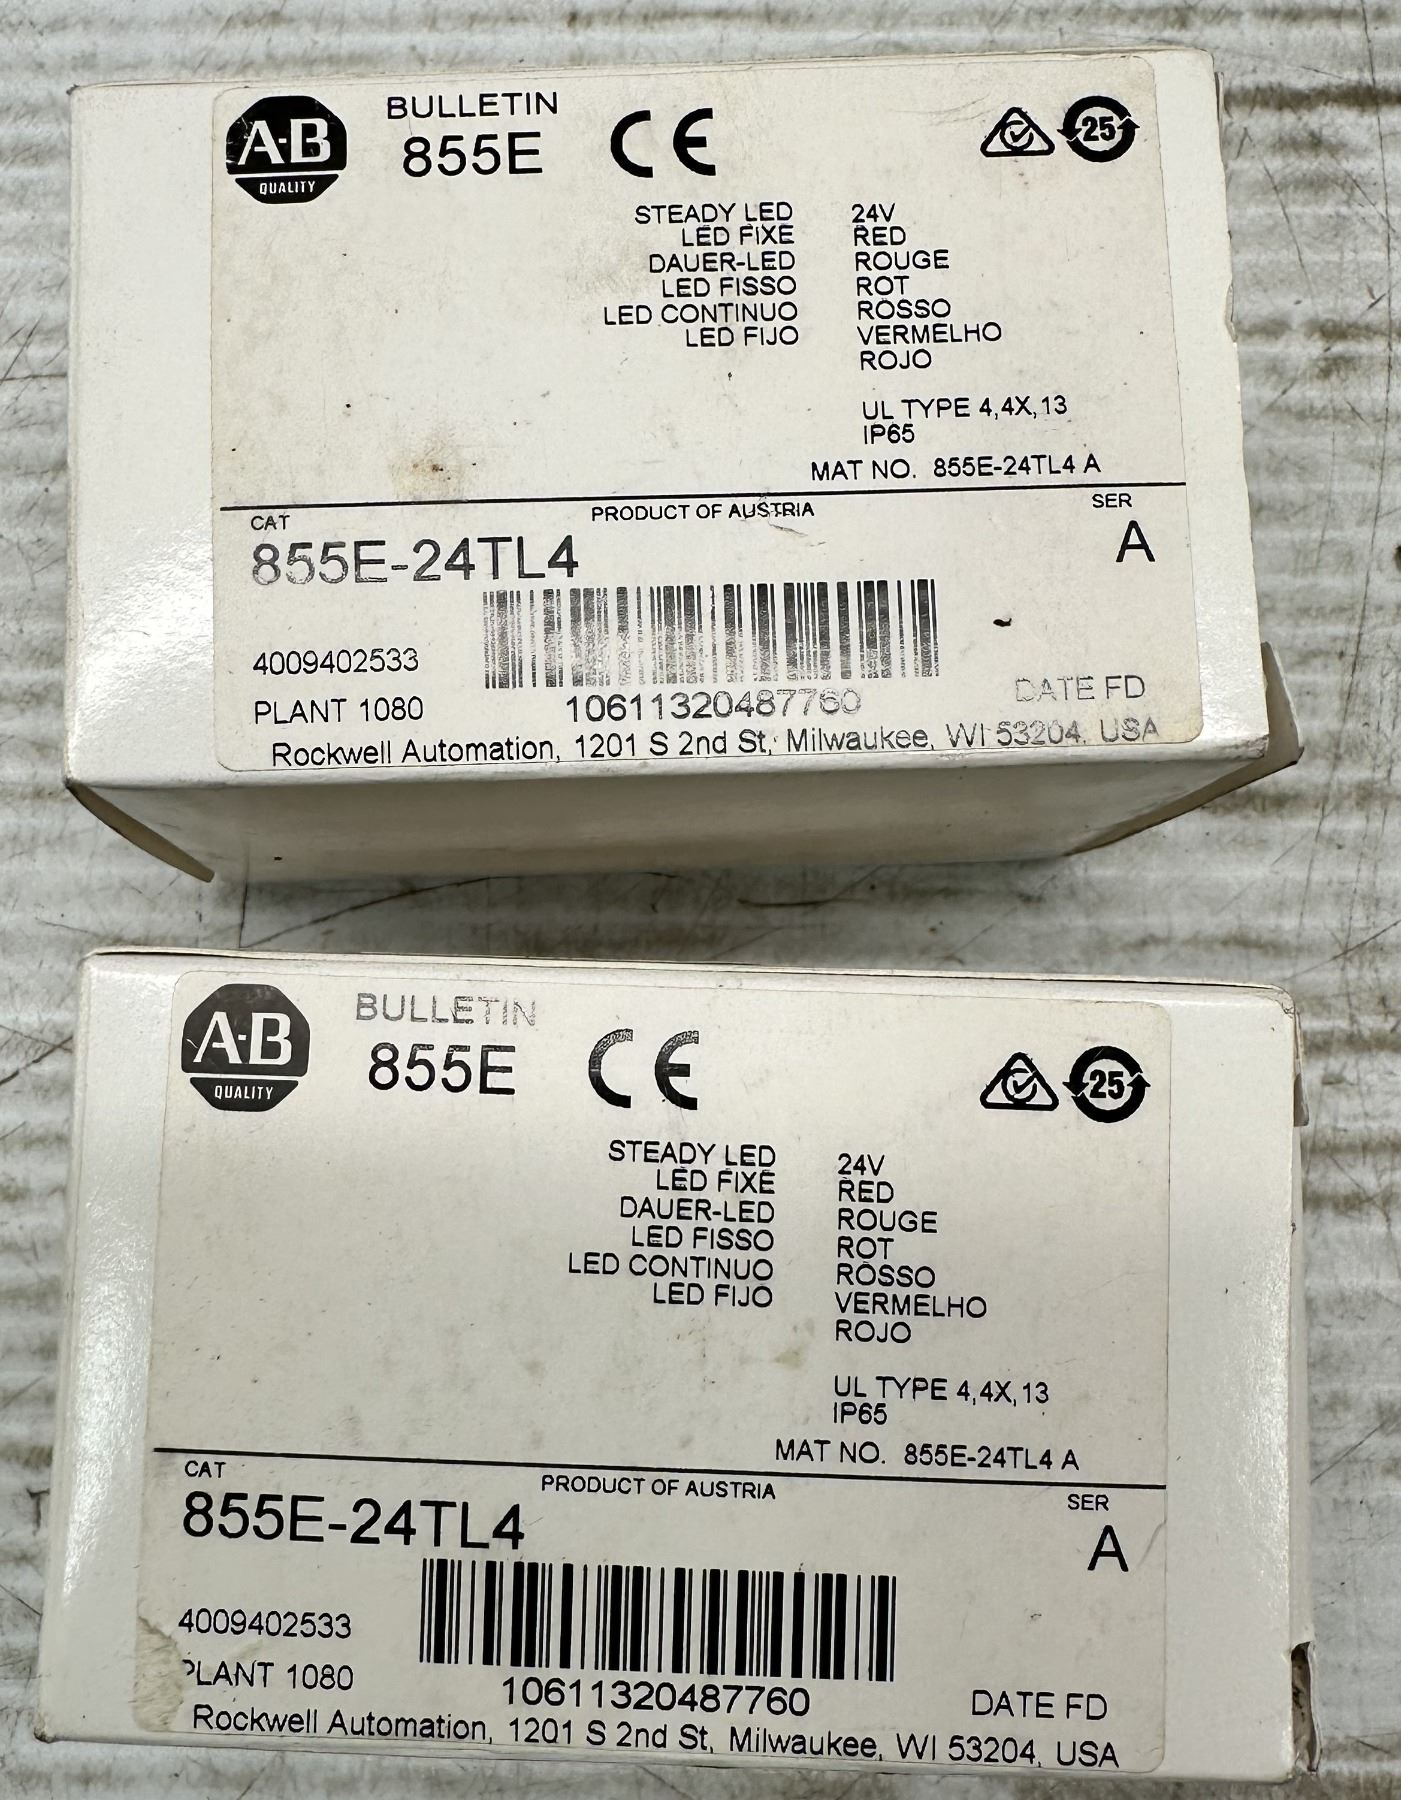 A-B
QUALITY
BULLETIN
855E
CE
25
STEADY LED 24V
LED FIXE RED
DAUER-LED ROUGE
LED FISSO ROT
LED CONTINUO ROSSO
LED FIJO VERMELHO
ROJO
UL TYPE 4,4X,13
IP65
MAT NO. 855E-24TL4 A
CAT PRODUCT OF AUSTRIA SER
855E-24TL4 A
4009402533
PLANT 1080 10611320487760 DATE FD
Rockwell Automation, 1201 S 2nd St, Milwaukee, WI 53204, USA
A-B
QUALITY
BULLETIN
855E
CE
25
STEADY LED 24V
LED FIXE RED
DAUER-LED ROUGE
LED FISSO ROT
LED CONTINUO ROSSO
LED FIJO VERMELHO
ROJO
UL TYPE 4,4X,13
IP65
MAT NO. 855E-24TL4 A
CAT PRODUCT OF AUSTRIA SER
855E-24TL4 A
4009402533
PLANT 1080 10611320487760 DATE FD
Rockwell Automation, 1201 S 2nd St, Milwaukee, WI 53204, USA